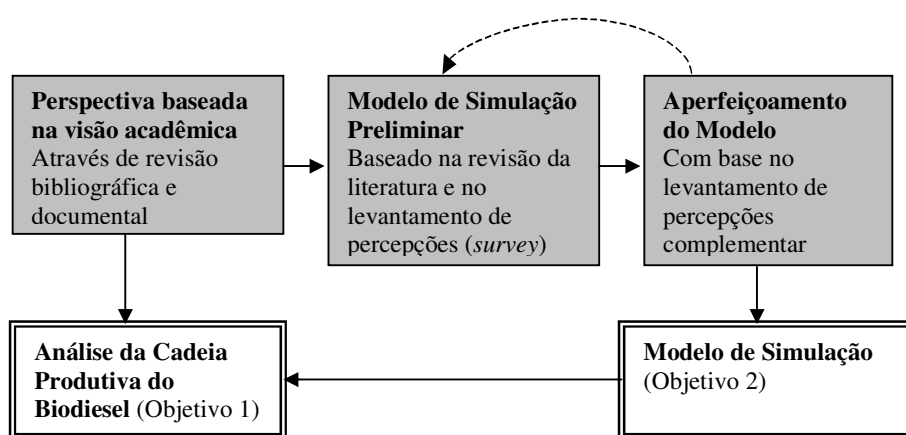 Perspectiva baseada
na visão acadêmica
Através de revisão
bibliográfica e
documental
Modelo de Simulação
Preliminar
Baseado na revisão da
literatura e no
levantamento de
percepções (survey)
Aperfeiçoamento
do Modelo
Com base no
levantamento de
percepções
complementar
Análise da Cadeia
Produtiva do
Biodiesel (Objetivo 1)
Modelo de Simulação
(Objetivo 2)